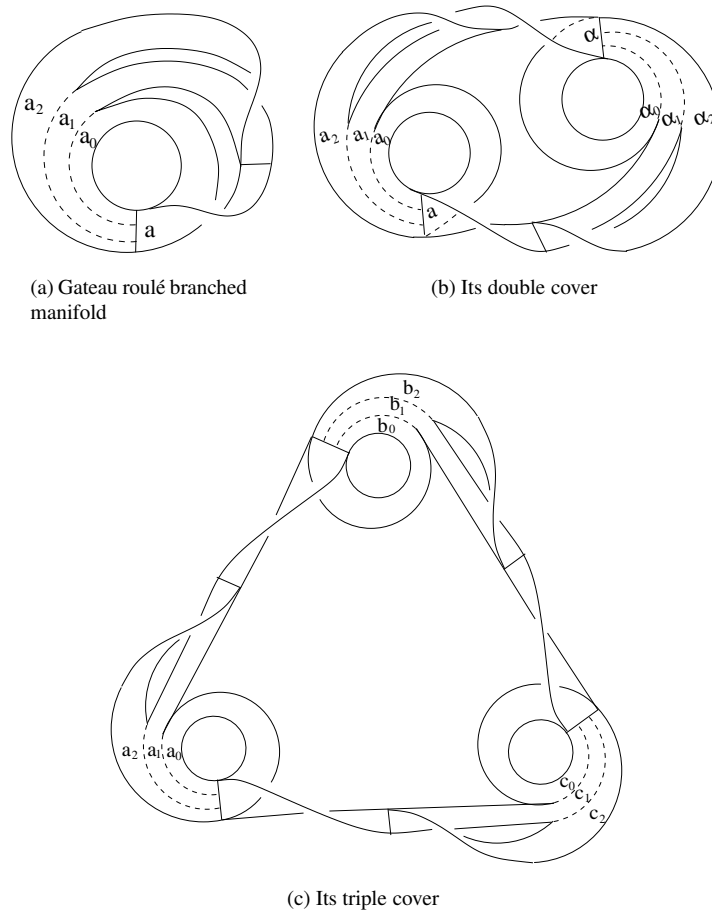 a₂
a₁
a₀
a
(a) Gateau roulé branched
manifold
α
α₀
α₁
α₂
a₂
a₁
a₀
a
(b) Its double cover
b₂
b₁
b₀
a₂
a₁
a₀
c₀
c₁
c₂
(c) Its triple cover